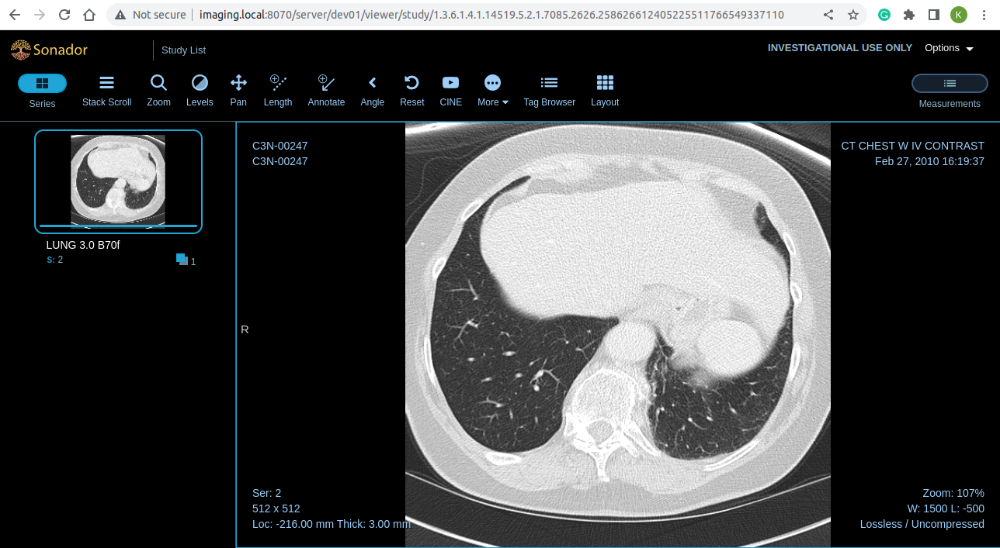 Not secure
imaging.local:8070/server/dev01/viewer/study/1.3.6.1.4.1.14519.5.2.1.7085.2626.258626612405225511766549337110
K
Sonador
Study List
INVESTIGATIONAL USE ONLY
Options
Series
Stack Scroll
Zoom
Levels
Pan
Length
Annotate
Angle
Reset
CINE
More
Tag Browser
Layout
Measurements
LUNG 3.0 B70f
S: 2
1
C3N-00247
C3N-00247
CT CHEST W IV CONTRAST
Feb 27, 2010 16:19:37
R
Ser: 2
512 x 512
Loc: -216.00 mm Thick: 3.00 mm
Zoom: 107%
W: 1500 L: -500
Lossless / Uncompressed